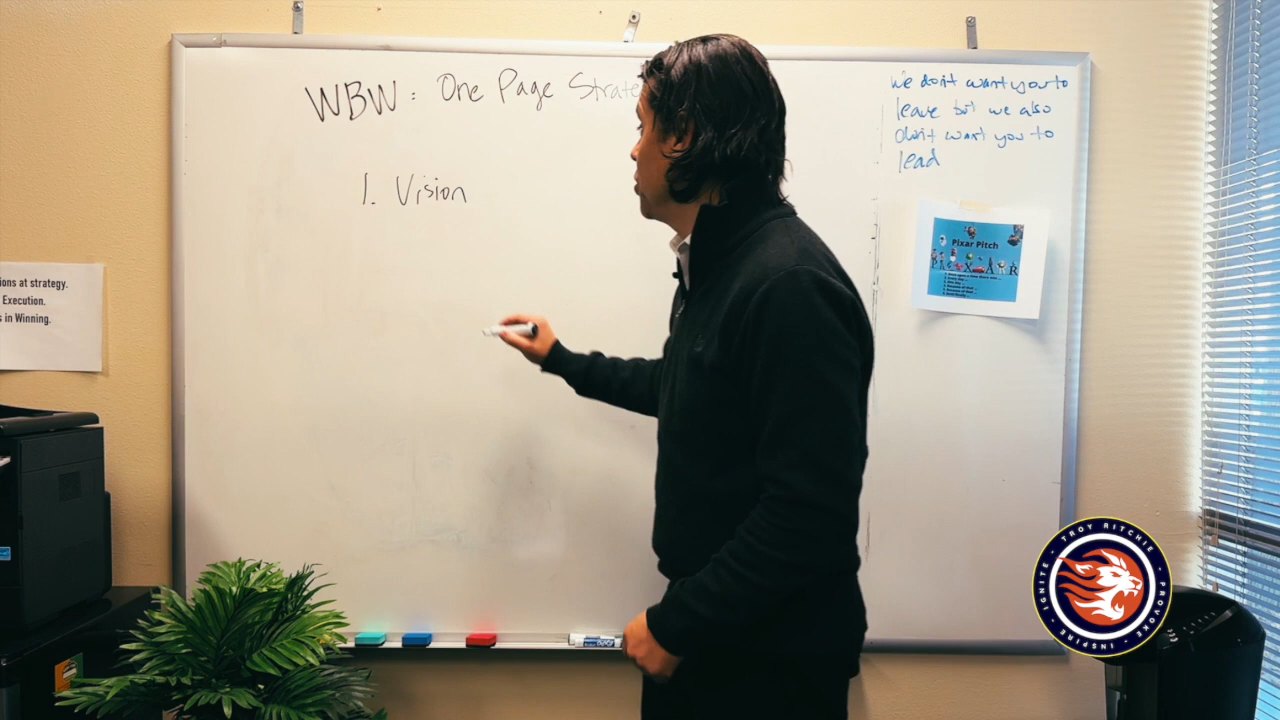 WBW: One Page Strate
1. Vision
we don't want you to
leave but we also
don't want you to
lead
Pixar Pitch
PIXAR
ions at strategy.
Execution.
s in Winning.
TROY RITCHIE
IGNITE · INSPIRE · PROVOKE
EXPO